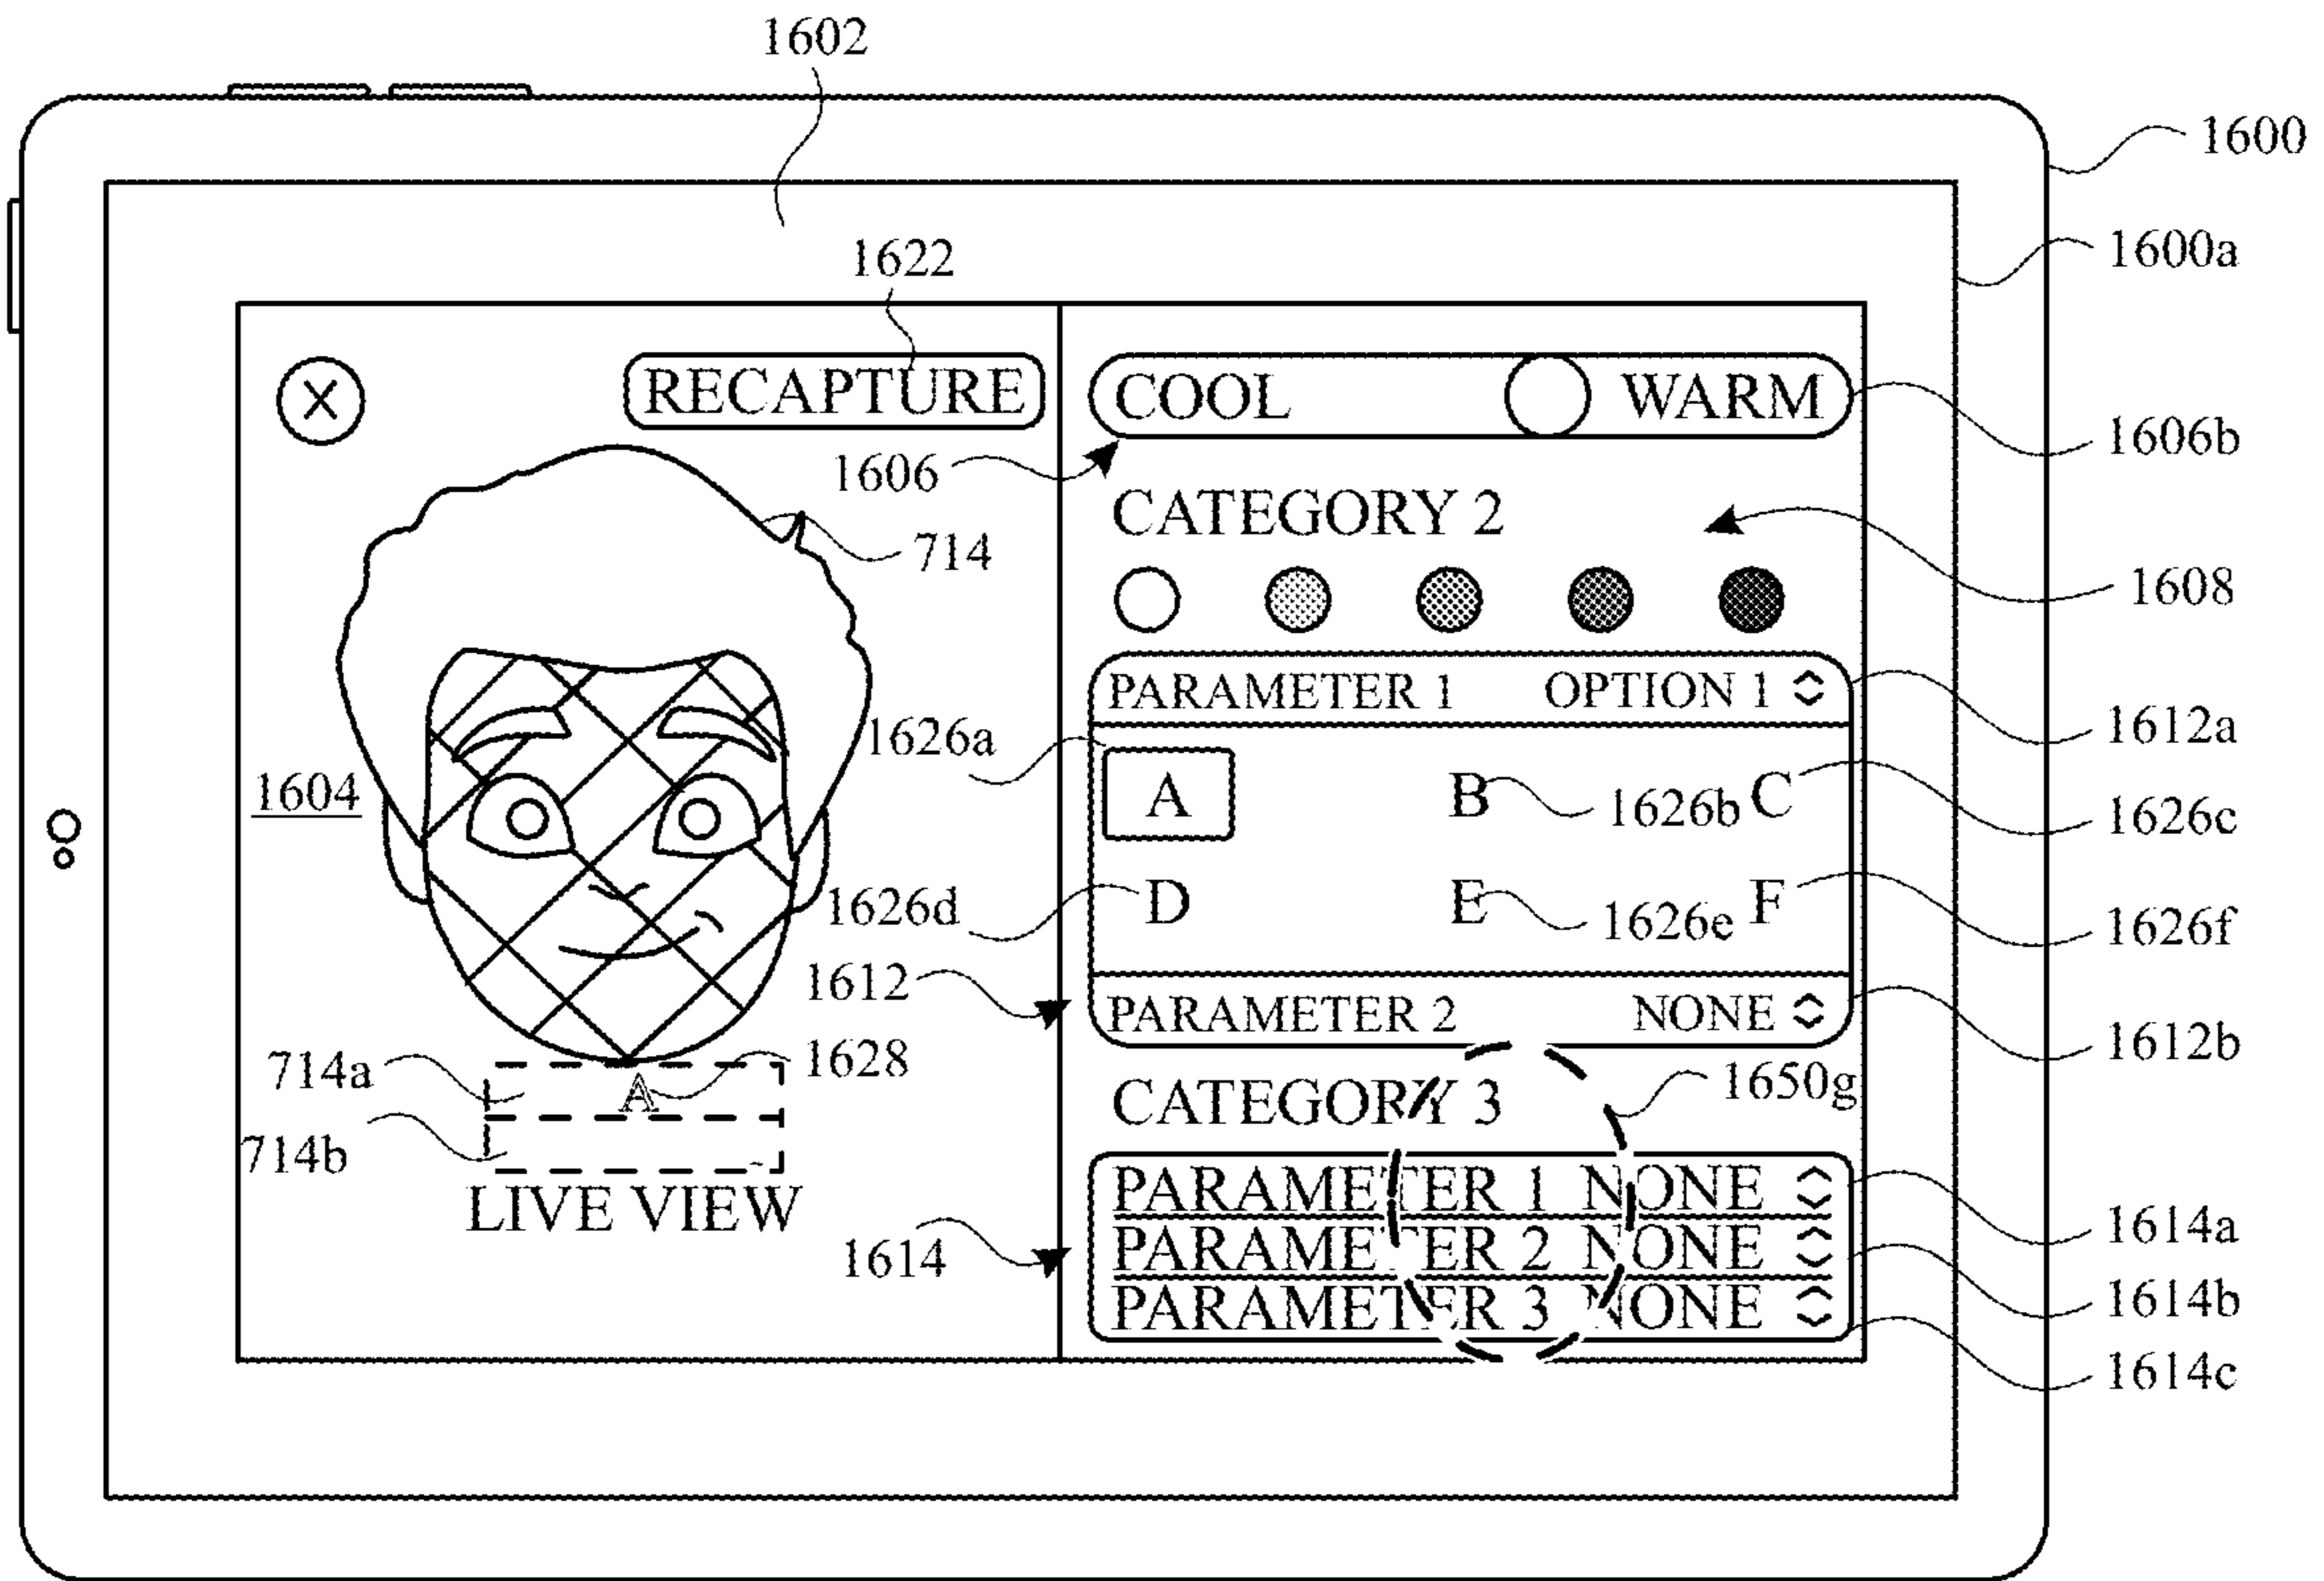 1602
1600
1600a
1622
X
RECAPTURE
COOL WARM
1606b
1606
CATEGORY 2
714
1608
PARAMETER 1 OPTION 1
1612a
1626a
1604
A
B
1626b
C
1626c
1626d
D
E
1626e
F
1626f
1612
PARAMETER 2 NONE
1612b
714a
A
1628
CATEGORY 3
1650g
714b
LIVE VIEW
PARAMETER 1 NONE
PARAMETER 2 NONE
PARAMETER 3 NONE
1614
1614a
1614b
1614c